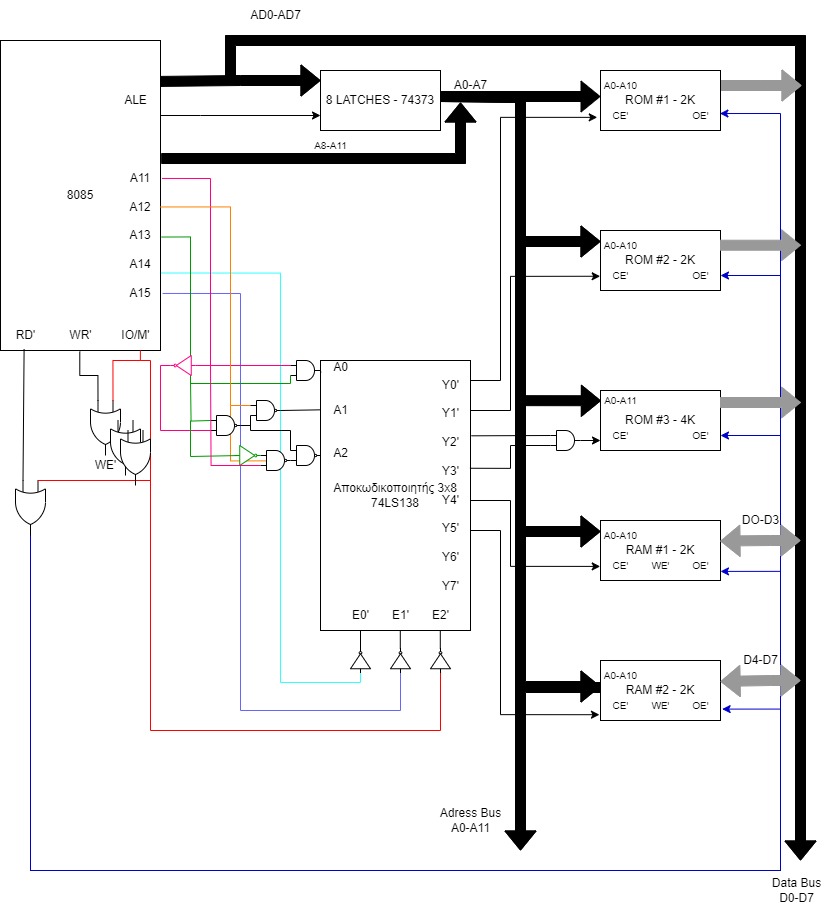 AD0-AD7
ALE
8085
A11
A12
A13
A14
A15
RD'
WR'
IO/M'
8 LATCHES - 74373
A0-A7
A8-A11
WE'
A0
A1
A2
Αποκωδικοποιητής 3x8
74LS138
Y0'
Y1'
Y2'
Y3'
Y4'
Y5'
Y6'
Y7'
E0'
E1'
E2'
A0-A10
ROM #1 - 2K
CE'
OE'
A0-A10
ROM #2 - 2K
CE'
OE'
A0-A11
ROM #3 - 4K
CE'
OE'
DO-D3
A0-A10
RAM #1 - 2K
CE'
WE'
OE'
D4-D7
A0-A10
RAM #2 - 2K
CE'
WE'
OE'
Adress Bus
A0-A11
Data Bus
D0-D7